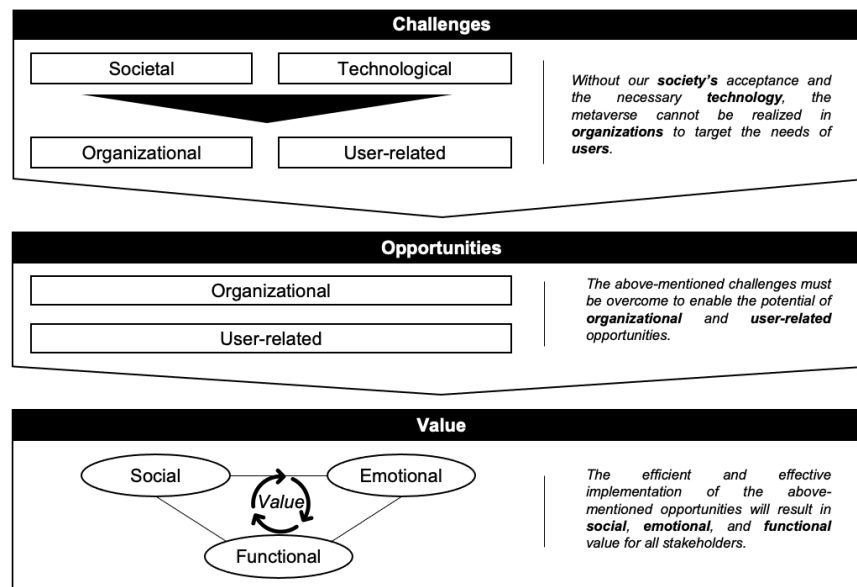 Challenges
Societal
Technological
Organizational
User-related
Without our society's acceptance and
the necessary technology, the
metaverse cannot be realized in
organizations to target the needs of
users.
Opportunities
Organizational
User-related
The above-mentioned challenges must
be overcome to enable the potential of
organizational and user-related
opportunities.
Value
Social
Emotional
Value
Functional
The efficient and effective
implementation of the above-
mentioned opportunities will result in
social, emotional, and functional
value for all stakeholders.